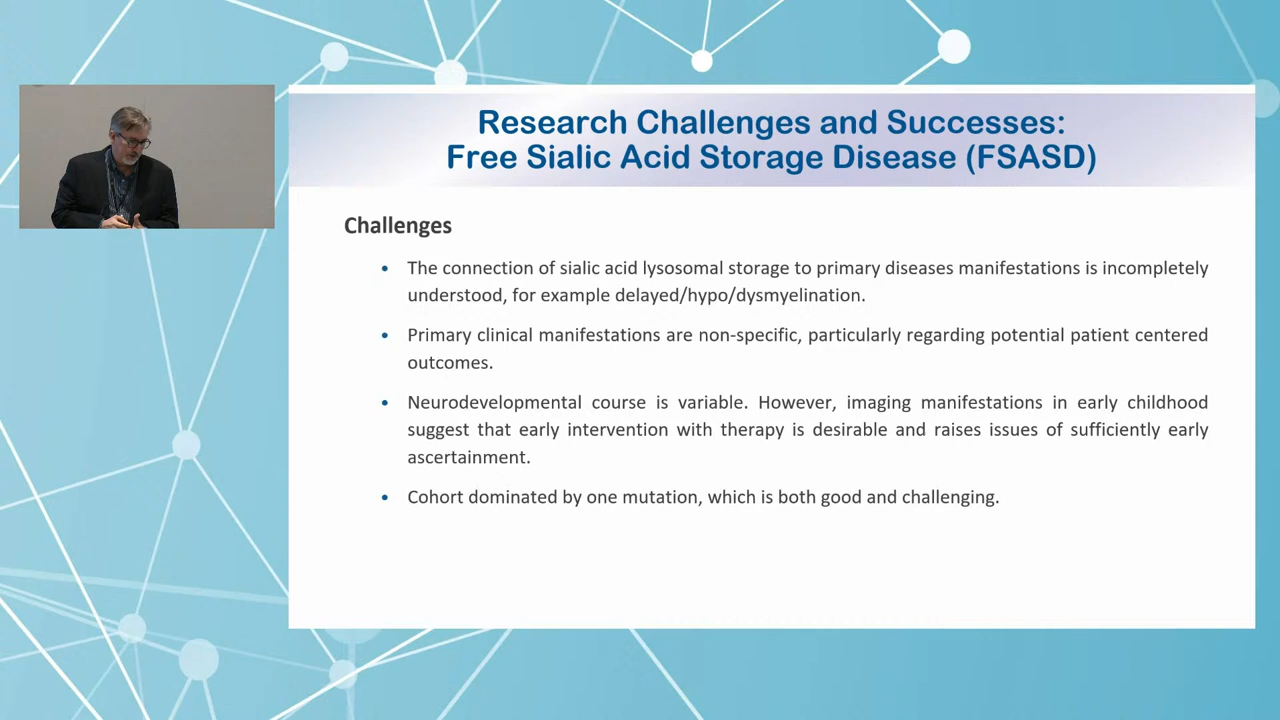 Research Challenges and Successes:
Free Sialic Acid Storage Disease (FSASD)
Challenges
• The connection of sialic acid lysosomal storage to primary diseases manifestations is incompletely
understood, for example delayed/hypo/dysmyelination.
• Primary clinical manifestations are non-specific, particularly regarding potential patient centered
outcomes.
• Neurodevelopmental course is variable. However, imaging manifestations in early childhood
suggest that early intervention with therapy is desirable and raises issues of sufficiently early
ascertainment.
• Cohort dominated by one mutation, which is both good and challenging.